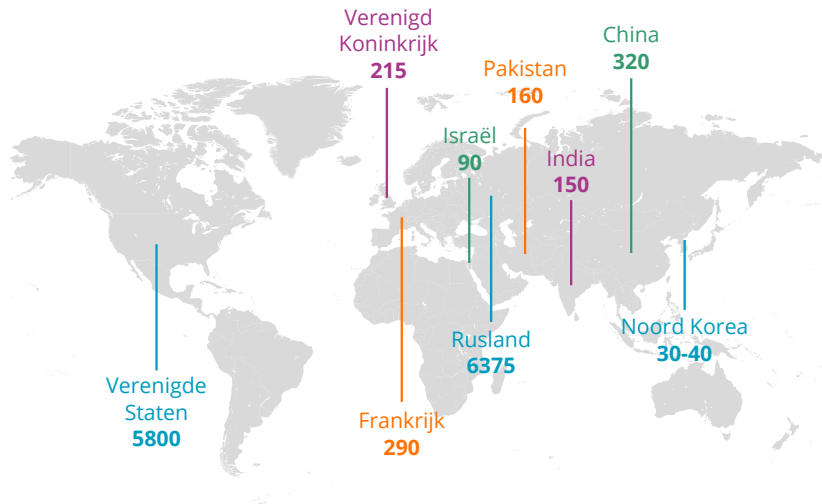 Verenigd
Koninkrijk
215
China
320
Pakistan
160
Israël
90
India
150
Rusland
6375
Noord Korea
30-40
Verenigde
Staten
5800
Frankrijk
290